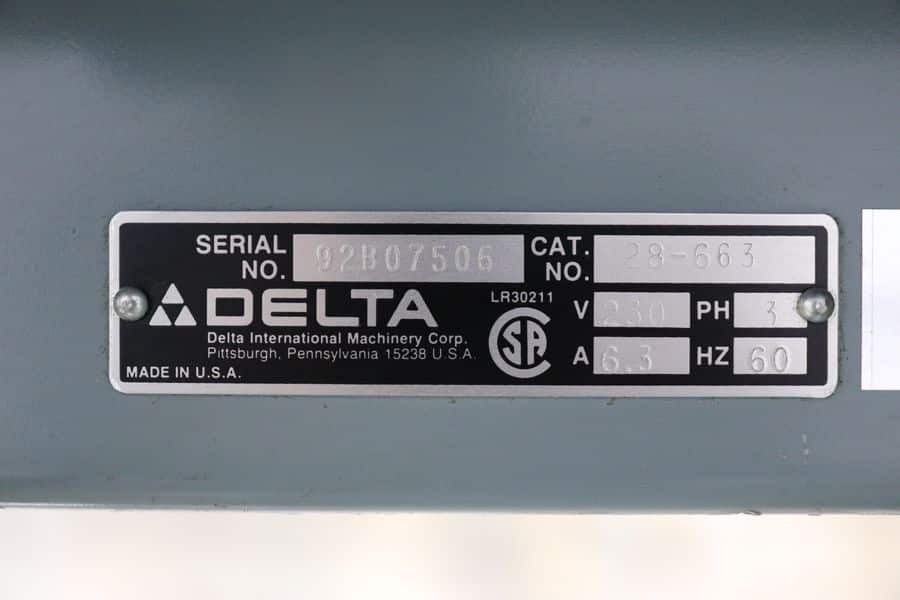 SERIAL NO. 92B07506 CAT. NO. 28-663
DELTA
LR30211
V 230 PH 3
Delta International Machinery Corp.
Pittsburgh, Pennsylvania 15238 U.S.A.
SA
A 6.3 HZ 60
MADE IN U.S.A.